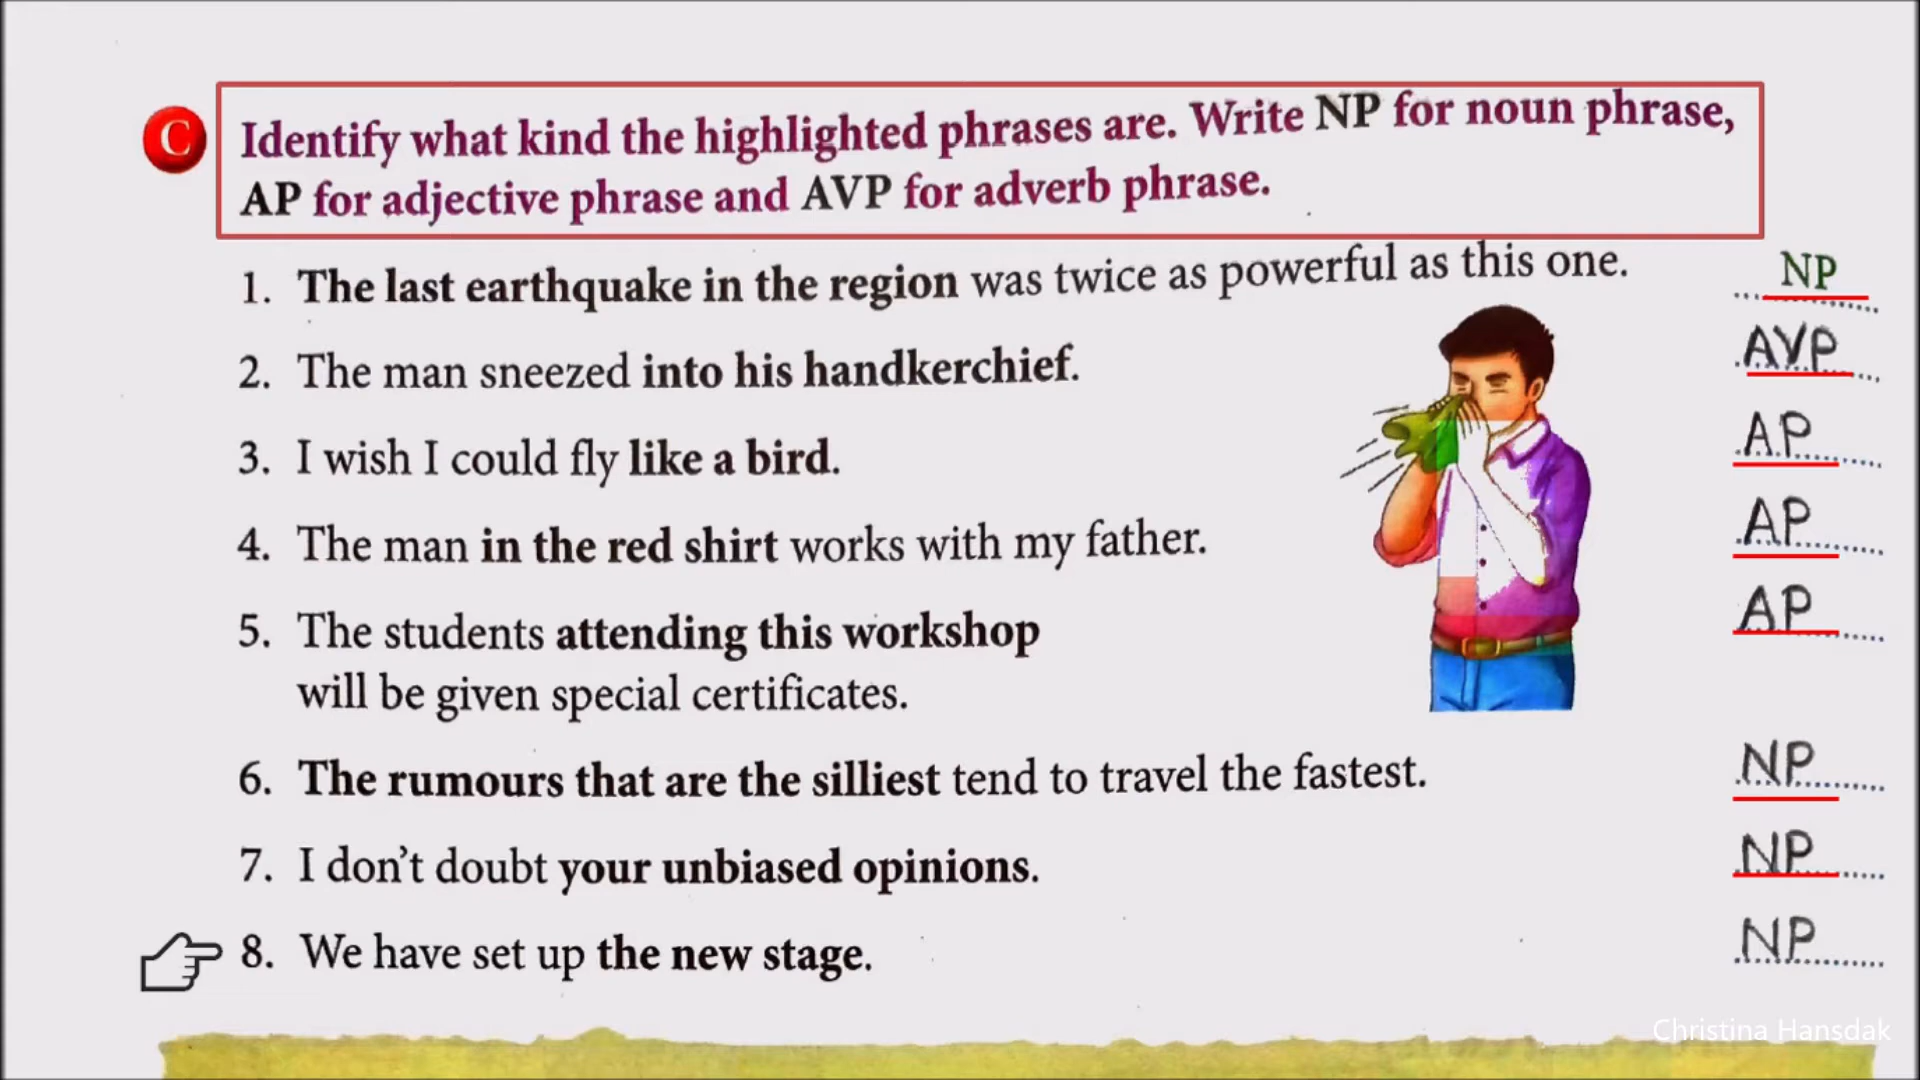 C Identify what kind the highlighted phrases are. Write NP for noun phrase,
AP for adjective phrase and AVP for adverb phrase.
1. The last earthquake in the region was twice as powerful as this one. NP
2. The man sneezed into his handkerchief. AVP
3. I wish I could fly like a bird. AP
4. The man in the red shirt works with my father. AP
5. The students attending this workshop AP
will be given special certificates.
6. The rumours that are the silliest tend to travel the fastest. NP
7. I don't doubt your unbiased opinions. NP
8. We have set up the new stage. NP
Christina Hansdak